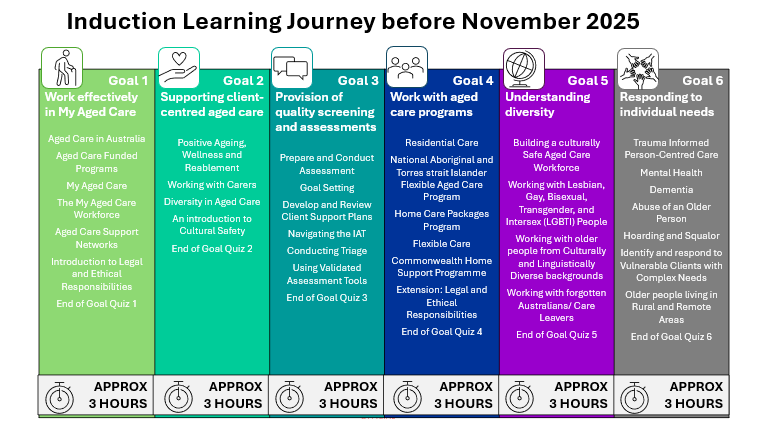 Induction Learning Journey before November 2025
Goal 1
Work effectively
in My Aged Care
Aged Care in Australia
Aged Care Funded
Programs
My Aged Care
The My Aged Care
Workforce
Aged Care Support
Networks
Introduction to Legal
and Ethical
Responsibilities
End of Goal Quiz 1
APPROX
3 HOURS
Goal 2
Supporting client-
centred aged care
Positive Ageing,
Wellness and
Reablement
Working with Carers
Diversity in Aged Care
An introduction to
Cultural Safety
End of Goal Quiz 2
APPROX
3 HOURS
Goal 3
Provision of
quality screening
and assessments
Prepare and Conduct
Assessment
Goal Setting
Develop and Review
Client Support Plans
Navigating the IAT
Conducting Triage
Using Validated
Assessment Tools
End of Goal Quiz 3
APPROX
3 HOURS
Goal 4
Work with aged
care programs
Residential Care
National Aboriginal and
Torres strait Islander
Flexible Aged Care
Program
Home Care Packages
Program
Flexible Care
Commonwealth Home
Support Programme
Extension: Legal and
Ethical
Responsibilities
End of Goal Quiz 4
APPROX
3 HOURS
Goal 5
Understanding
diversity
Building a culturally
Safe Aged Care
Workforce
Working with Lesbian,
Gay, Bisexual,
Transgender, and
Intersex (LGBTI) People
Working with older
people from Culturally
and Linguistically
Diverse backgrounds
Working with forgotten
Australians/ Care
Leavers
End of Goal Quiz 5
APPROX
3 HOURS
Goal 6
Responding to
individual needs
Trauma Informed
Person-Centred Care
Mental Health
Dementia
Abuse of an Older
Person
Hoarding and Squalor
Identify and respond to
Vulnerable Clients with
Complex Needs
Older people living in
Rural and Remote
Areas
End of Goal Quiz 6
APPROX
3 HOURS